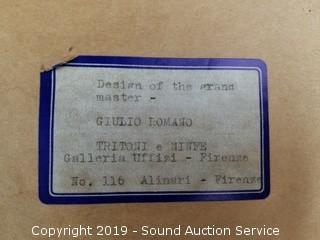 Design of the grand
master -
GIULIO ROMANO
TRITONI e NINFE
Galleria Uffizi - Firenze
No. 116 Alinari - Firenze
Copyright 2019 - Sound Auction Service